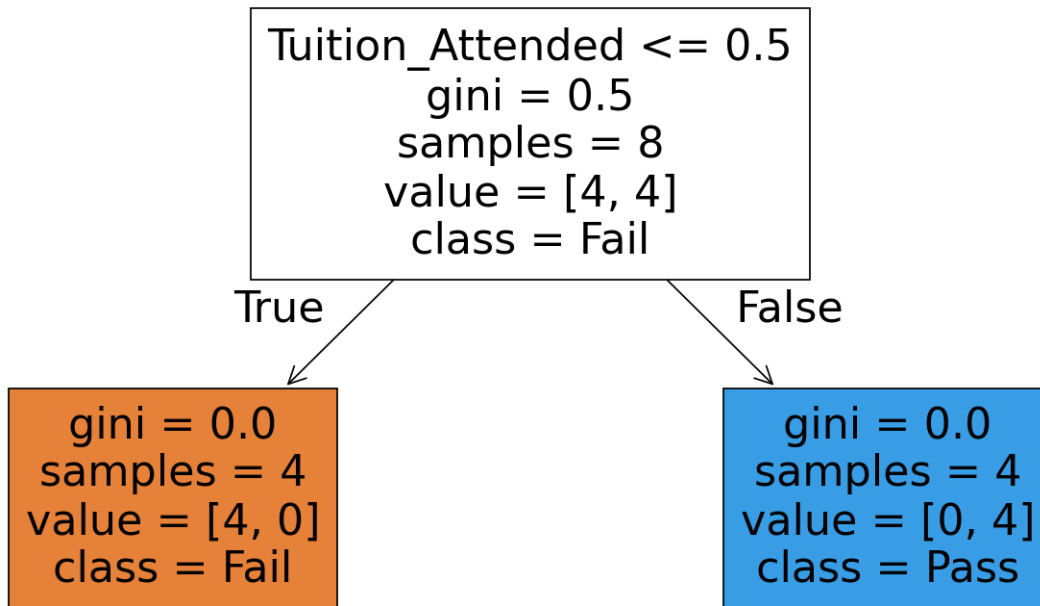 Tuition_Attended <= 0.5
gini = 0.5
samples = 8
value = [4, 4]
class = Fail
True
False
gini = 0.0
samples = 4
value = [4, 0]
class = Fail
gini = 0.0
samples = 4
value = [0, 4]
class = Pass